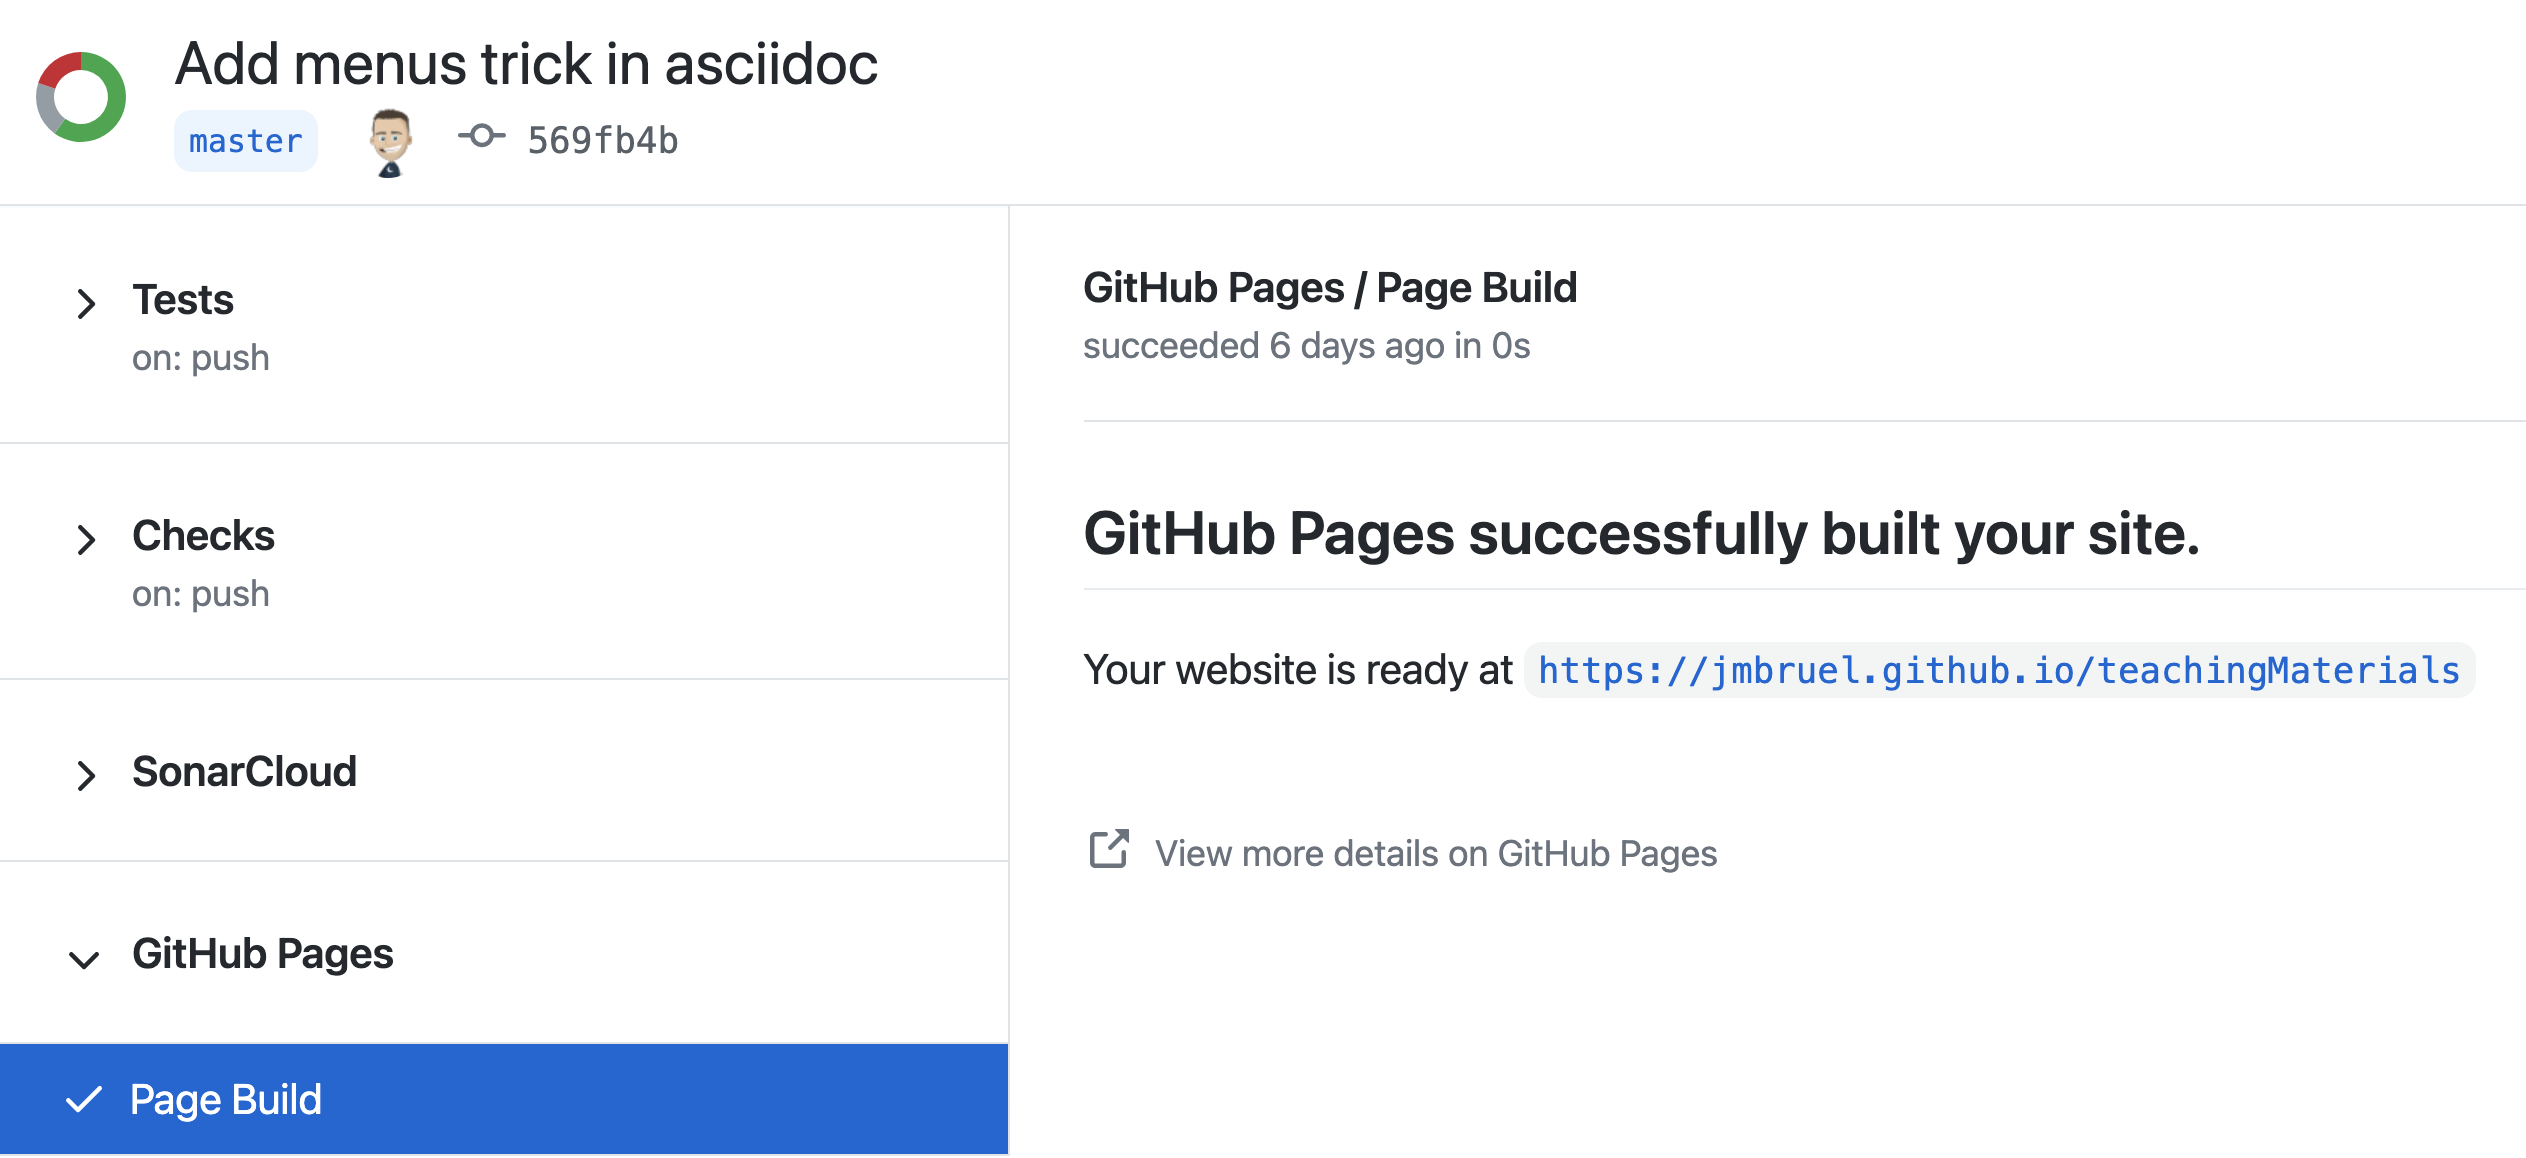 Add menus trick in asciidoc
master 569fb4b
Tests
on: push
Checks
on: push
SonarCloud
GitHub Pages
Page Build
GitHub Pages / Page Build
succeeded 6 days ago in 0s
GitHub Pages successfully built your site.
Your website is ready at https://jmbruel.github.io/teachingMaterials
View more details on GitHub Pages